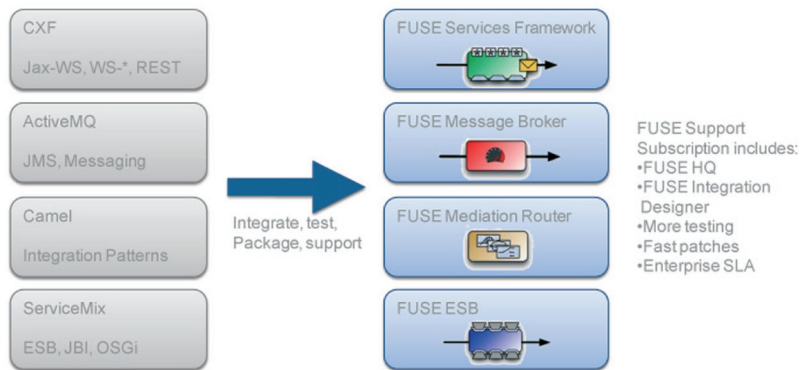 CXF
Jax-WS, WS-*, REST
ActiveMQ
JMS, Messaging
Camel
Integration Patterns
ServiceMix
ESB, JBI, OSGi
Integrate, test,
Package, support
FUSE Services Framework
FUSE Message Broker
FUSE Mediation Router
FUSE ESB
FUSE Support
Subscription includes:
•FUSE HQ
•FUSE Integration
Designer
•More testing
•Fast patches
•Enterprise SLA